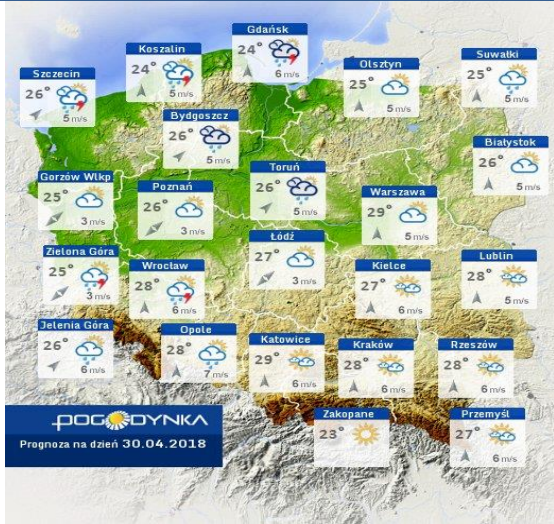 Gdańsk
24°
6 m/s
Koszalin
24°
5 m/s
Suwałki
25°
5 m/s
Olsztyn
25°
5 m/s
Szczecin
26°
5 m/s
Bydgoszcz
26°
5 m/s
Białystok
26°
5 m/s
Toruń
26°
5 m/s
Gorzów Wlkp
25°
3 m/s
Poznań
26°
3 m/s
Warszawa
29°
5 m/s
Łódź
27°
3 m/s
Zielona Góra
25°
3 m/s
Wrocław
28°
6 m/s
Kielce
27°
6 m/s
Lublin
28°
5 m/s
Jelenia Góra
26°
6 m/s
Opole
28°
7 m/s
Katowice
29°
6 m/s
Kraków
28°
6 m/s
Rzeszów
28°
6 m/s
Zakopane
23°
Przemyśl
27°
6 m/s
POGODYNKA
Prognoza na dzień 30.04.2018